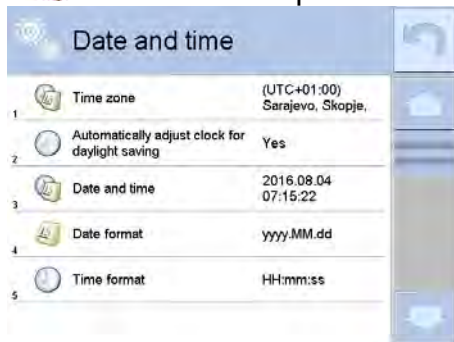 Date and time
1 Time zone (UTC+01:00)
Sarajevo, Skopje,
2 Automatically adjust clock for
daylight saving Yes
3 Date and time 2016.08.04
07:15:22
4 Date format yyyy.MM.dd
5 Time format HH:mm:ss